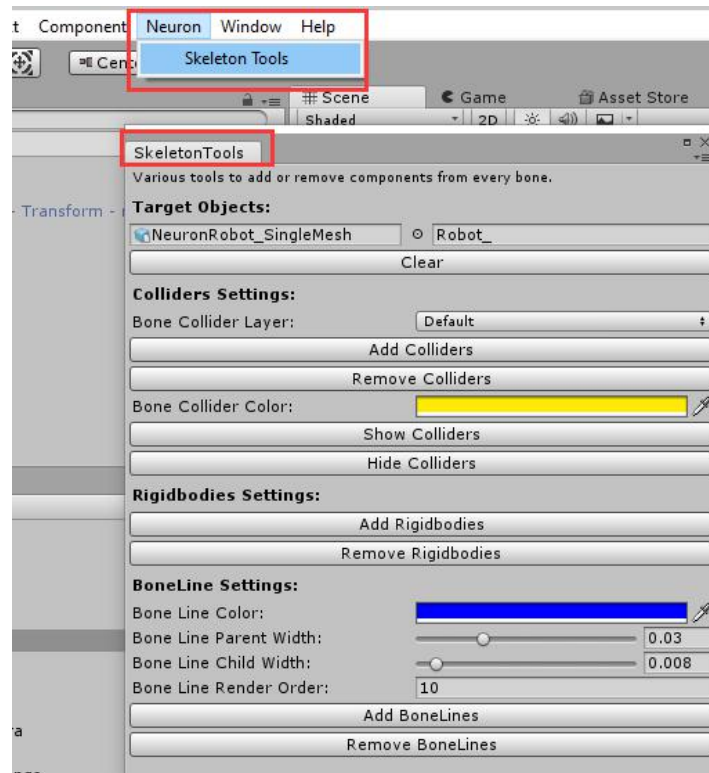 t Component Neuron Window Help
Skeleton Tools
Cente
Scene Game Asset Store
Shaded 2D
SkeletonTools
Various tools to add or remove components from every bone.
- Transform -
Target Objects:
NeuronRobot_SingleMesh Robot_
Clear
Colliders Settings:
Bone Collider Layer: Default
Add Colliders
Remove Colliders
Bone Collider Color:
Show Colliders
Hide Colliders
Rigidbodies Settings:
Add Rigidbodies
Remove Rigidbodies
BoneLine Settings:
Bone Line Color:
Bone Line Parent Width: 0.03
Bone Line Child Width: 0.008
Bone Line Render Order: 10
Add BoneLines
ra
Remove BoneLines